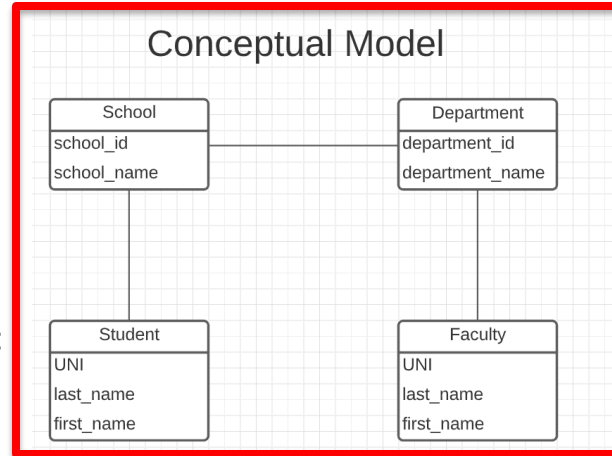 Conceptual Model
School
school_id
school_name
Department
department_id
department_name
Student
UNI
last_name
first_name
Faculty
UNI
last_name
first_name